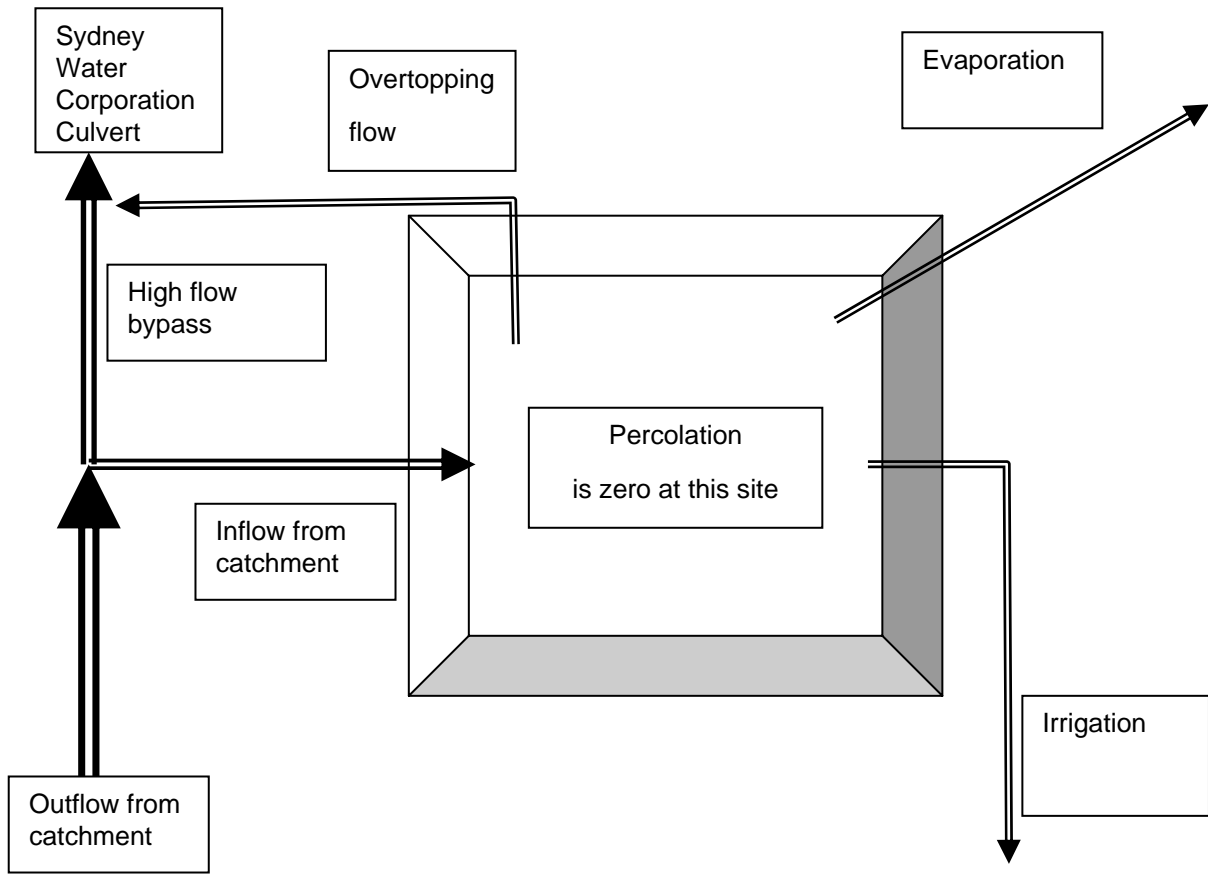 Sydney
Water
Corporation
Culvert
Overtopping
flow
Evaporation
High flow
bypass
Percolation
is zero at this site
Inflow from
catchment
Irrigation
Outflow from
catchment